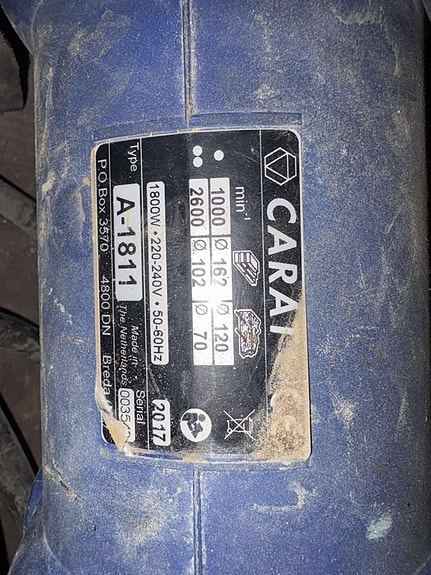 CARAT
min-1
1000 Ø 162 Ø 120
2600 Ø 102 Ø 70
1800W • 220-240V • 50-60Hz
Type
A-1811
Made in
The Netherlands
Serial
2017
0035
P.O.Box 3570 4800 DN Breda